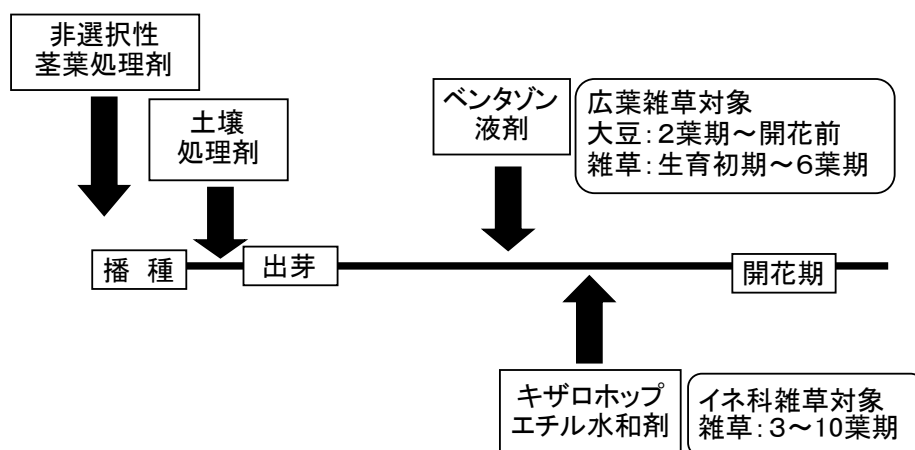 非選択性
茎葉処理剤
土壌
処理剤
ベンタゾン
液剤
広葉雑草対象
大豆：2葉期～開花前
雑草：生育初期～6葉期
播 種
出芽
開花期
キザロホップ
エチル水和剤
イネ科雑草対象
雑草：3～10葉期